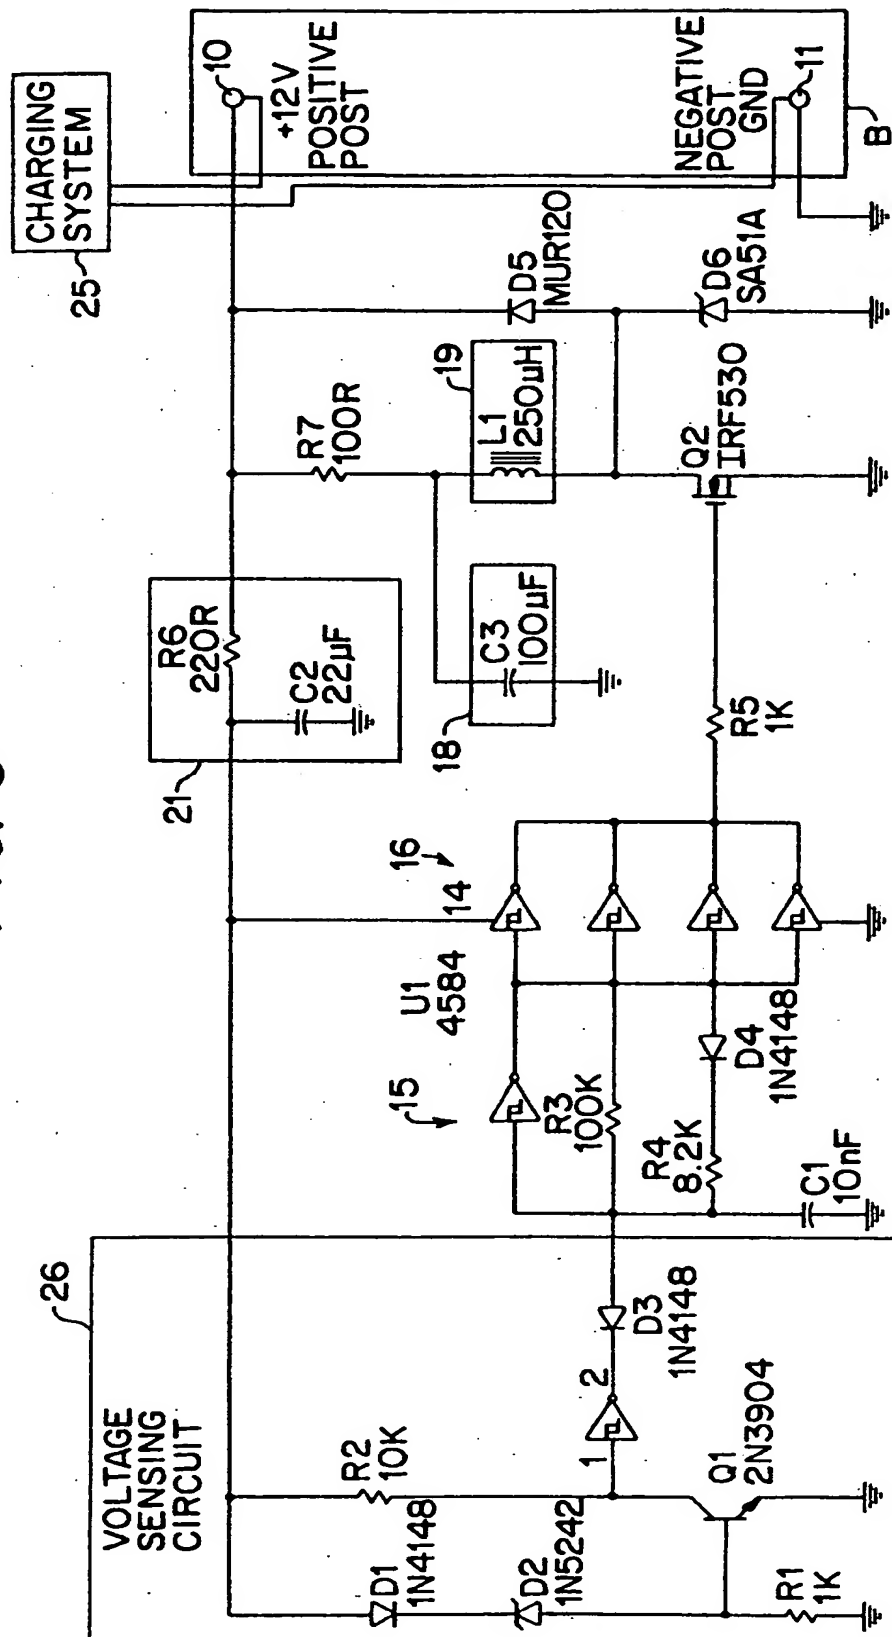 CHARGING
SYSTEM
25
10
+12V
POSITIVE
POST
NEGATIVE
POST
GND
11
B
D5
MUR120
D6
SA51A
R7
100R
19
L1
250µH
Q2
IRF530
R6
220R
C2
22µF
21
18
C3
100µF
R5
1K
16
14
U1
4584
15
R3
100K
R4
8.2K
D4
1N4148
C1
10nF
26
VOLTAGE
SENSING
CIRCUIT
R2
10K
D1
1N4148
D2
1N5242
R1
1K
1
2
D3
1N4148
Q1
2N3904